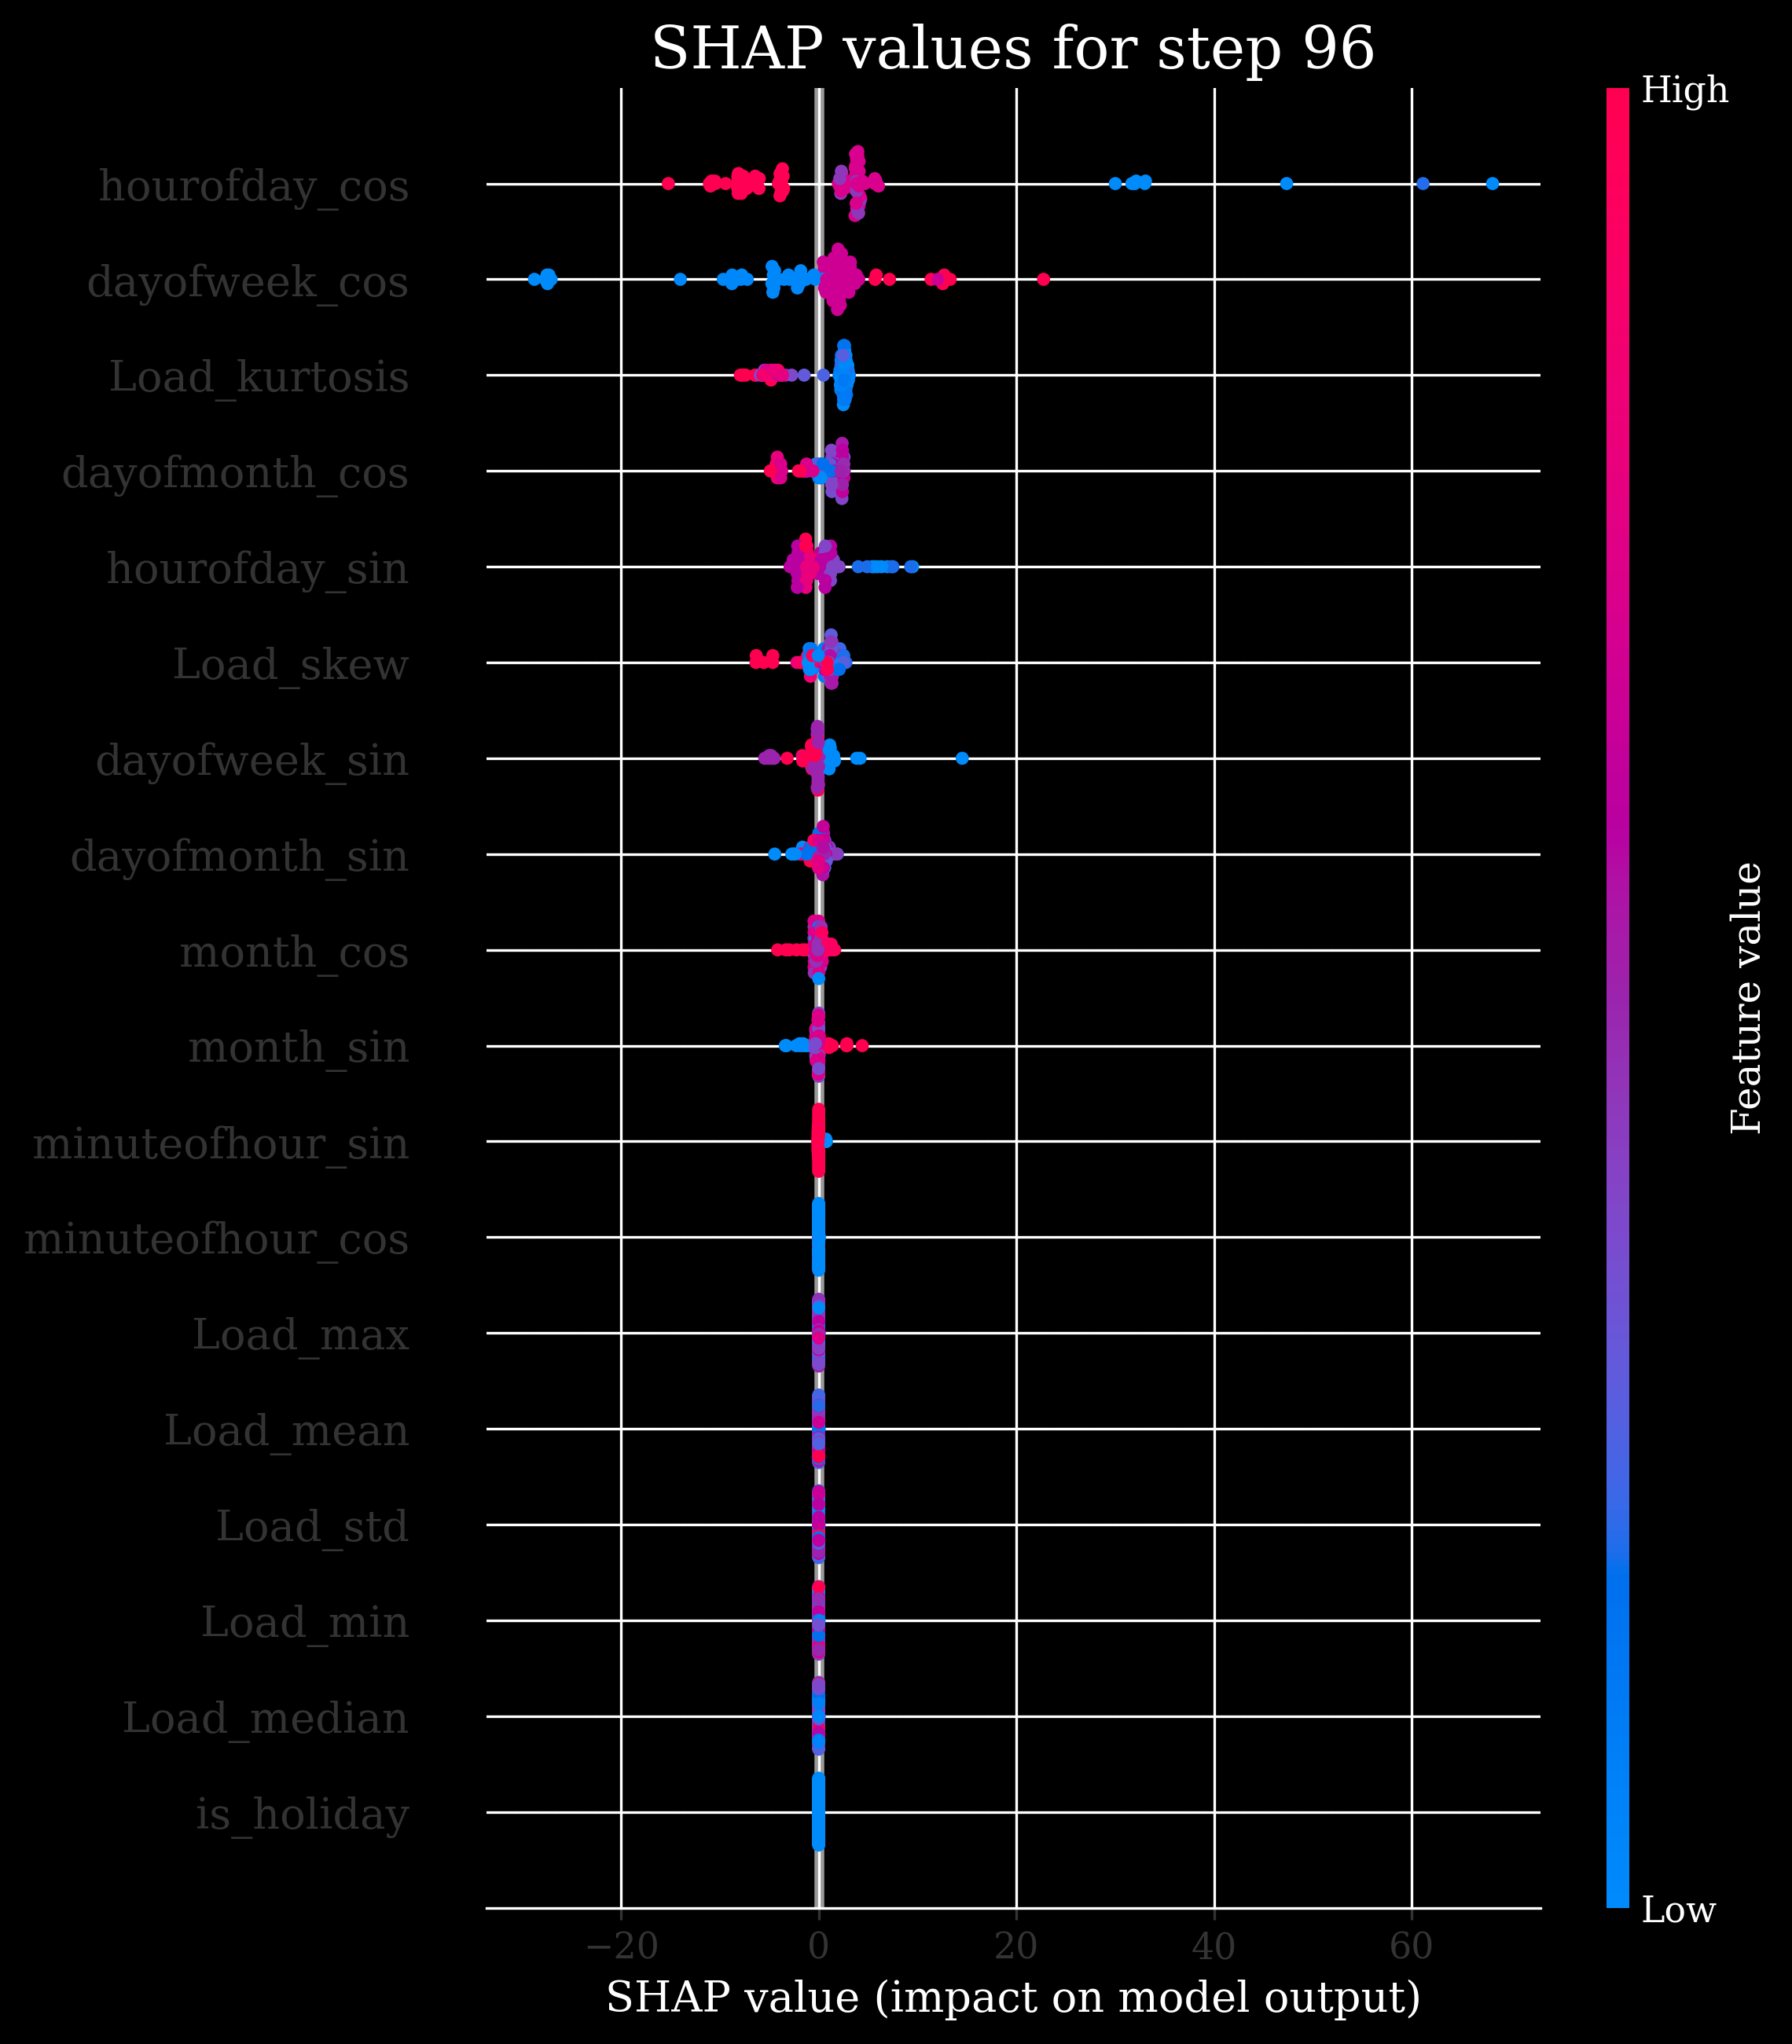 SHAP values for step 96
High
hourofday_cos
dayofweek_cos
Load_kurtosis
dayofmonth_cos
hourofday_sin
Load_skew
dayofweek_sin
dayofmonth_sin
month_cos
month_sin
minuteofhour_sin
minuteofhour_cos
Load_max
Load_mean
Load_std
Load_min
Load_median
is_holiday
Feature value
Low
−20 0 20 40 60
SHAP value (impact on model output)